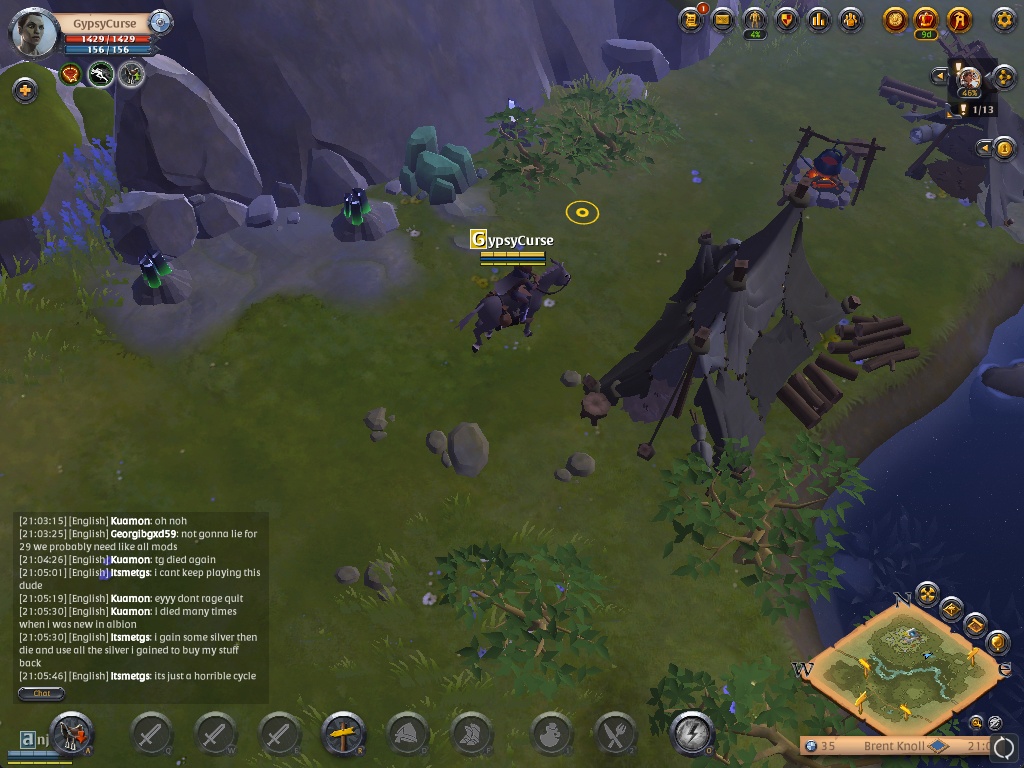 GypsyCurse
1429 / 1429
156 / 156
1
4%
9d
46%
1/13
GypsyCurse
[21:03:15] [English] Kuamon: oh noh
[21:03:25] [English] Georgibgxd59: not gonna lie for
29 we probably need like all mods
[21:04:26] [English] Kuamon: tg died again
[21:05:01] [English] Itsmetgs: i cant keep playing this
dude
[21:05:19] [English] Kuamon: eyyy dont rage quit
[21:05:30] [English] Kuamon: i died many times
when i was new in albion
[21:05:30] [English] Itsmetgs: i gain some silver then
die and use all the silver i gained to buy my stuff
back
[21:05:46] [English] Itsmetgs: its just a horrible cycle
Chat
N
W
E
anj
A
Q
W
E
R
D
F
2
O
35
Brent Knoll